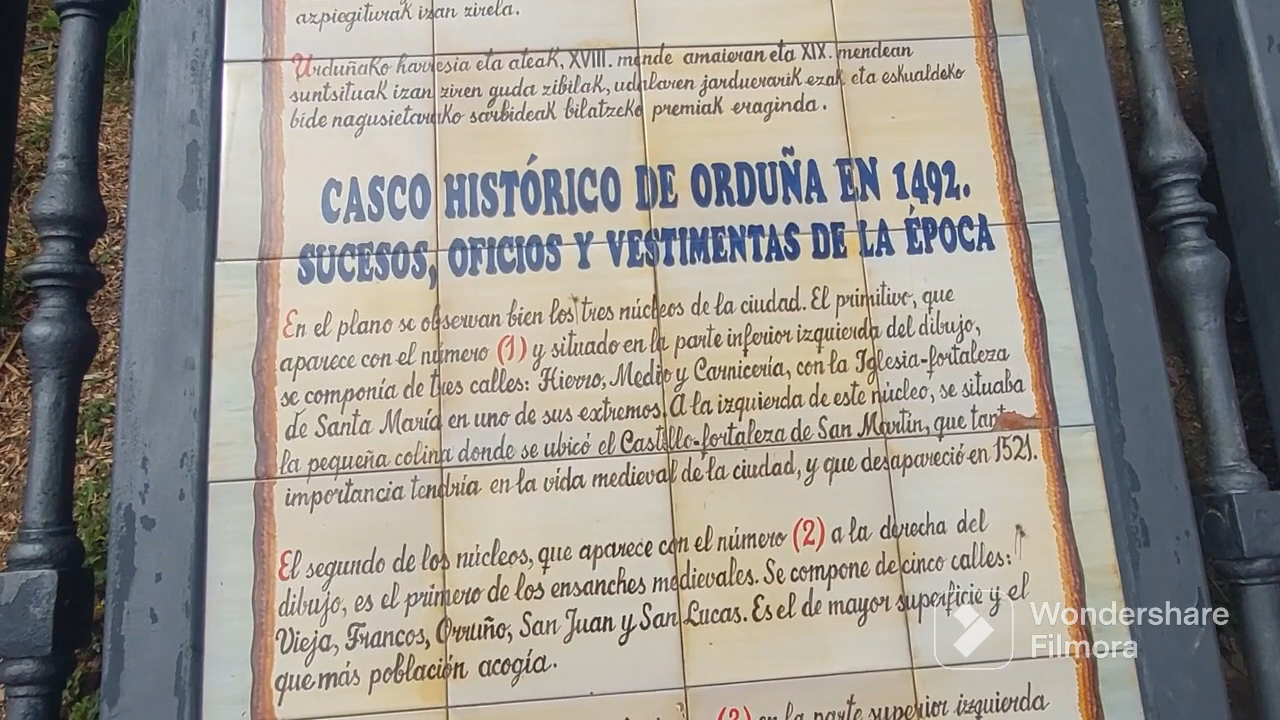 azpiegiturak izan zirela.
Urduñako harresia eta ateak, XVIII. mende amaieran eta XIX. mendean
suntsituak izan ziren guda zibilak, udalaren jarduerarik ezak eta eskualdeko
bide nagusietarako sarbideak bilatzeko premiak eraginda.
CASCO HISTÓRICO DE ORDUÑA EN 1492.
SUCESOS, OFICIOS Y VESTIMENTAS DE LA ÉPOCA
En el plano se observan bien los tres núcleos de la ciudad. El primitivo, que
aparece con el número (1) y situado en la parte inferior izquierda del dibujo,
se componía de tres calles: Hierro, Medio y Carnicería, con la Iglesia-fortaleza
de Santa María en uno de sus extremos. A la izquierda de este núcleo, se situaba
la pequeña colina donde se ubicó el Castillo-fortaleza de San Martín, que
importancia tendría en la vida medieval de la ciudad, y que desapareció en 1521.
El segundo de los núcleos, que aparece con el número (2) a la derecha del
dibujo, es el primero de los ensanches medievales. Se compone de cinco calles:
Vieja, Francos, Orruño, San Juan y San Lucas. Es el de mayor superficie y el
que más población acogía.
(3) en la parte superior izquierda
Wondershare
Filmora